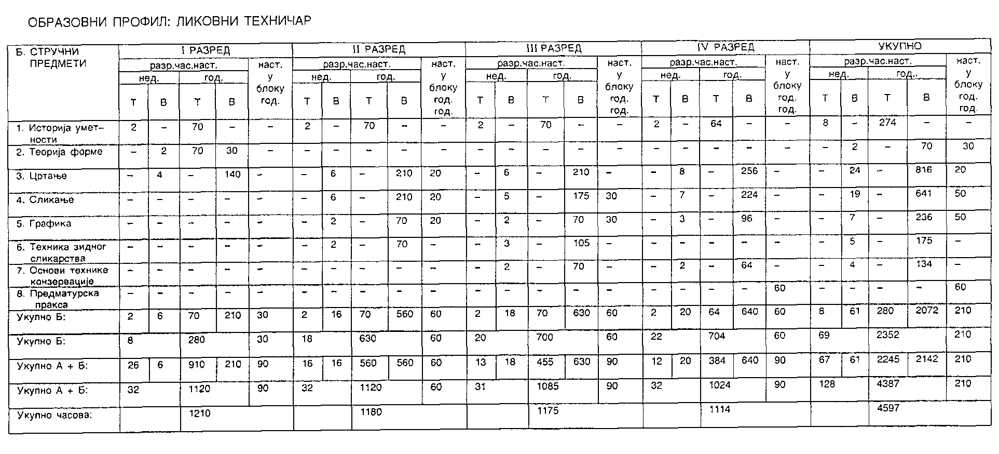 ОБРАЗОВНИ ПРОФИЛ: ЛИКОВНИ ТЕХНИЧАР
Б. СТРУЧНИ ПРЕДМЕТИ I РАЗРЕД II РАЗРЕД III РАЗРЕД IV РАЗРЕД УКУПНО
разр.час.наст. наст. у блоку год. разр.час.наст. наст. у блоку год. год. разр.час.наст. наст. у блоку год. год. разр.час.наст. наст. у блоку год. год. разр.час.наст. наст. у блоку год. год.
нед. год. нед. год. нед. год. нед. год. нед. год..
Т В Т В Т В Т В Т В Т В Т В Т В Т В Т В
1. Историја умет–
ности 2 – 70 – – 2 – 70 – – 2 – 70 – – 2 – 64 – – 8 – 274 – –
2. Теорија форме – 2 70 30 – – – – – – – – – – – – – – – – – 2 – 70 30
3. Цртање – 4 – 140 – – 6 – 210 20 – 6 – 210 – – 8 – 256 – – 24 – 816 20
4. Сликање – – – – – – 6 – 210 20 – 5 – 175 30 – 7 – 224 – – 19 – 641 50
5. Графика – – – – – – 2 – 70 20 – 2 – 70 30 – 3 – 96 – – 7 – 236 50
6. Техника зидног
сликарства – – – – – – 2 – 70 – – 3 – 105 – – – – – – – 5 – 175 –
7. Основи технике
конзервације – – – – – – – – – – – 2 – 70 – – 2 – 64 – – 4 – 134 –
8. Предматурска
пракса – – – – – – – – – – – – – – – – – – – 60 – – – – 60
Укупно Б: 2 6 70 210 30 2 16 70 560 60 2 18 70 630 60 2 20 64 640 60 8 61 280 2072 210
Укупно Б: 8 280 30 18 630 60 20 700 60 22 704 60 69 2352 210
Укупно А + Б: 26 6 910 210 90 16 16 560 560 60 13 18 455 630 90 12 20 384 640 90 67 61 2245 2142 210
Укупно А + Б: 32 1120 90 32 1120 60 31 1085 90 32 1024 90 128 4387 210
Укупно часова: 1210 1180 1175 1114 4597